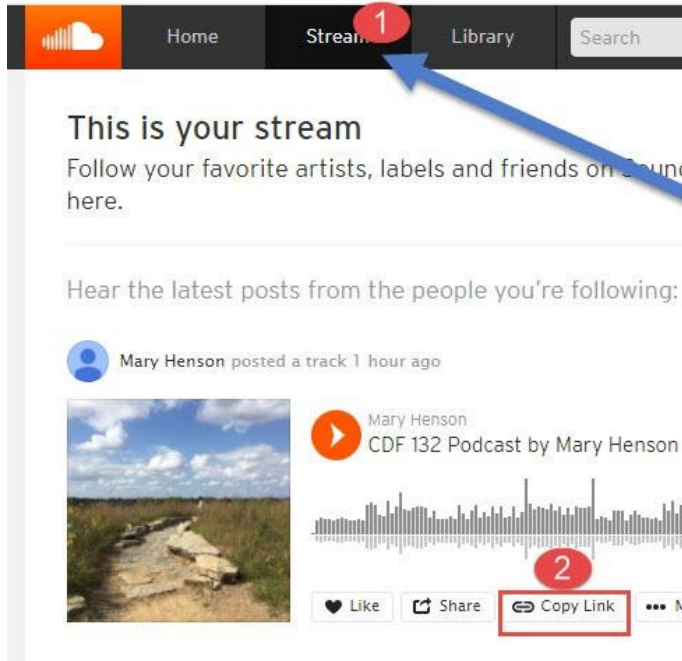 Home Stream 1 Library Search
This is your stream
Follow your favorite artists, labels and friends on
here.
Hear the latest posts from the people you're following:
Mary Henson posted a track 1 hour ago
Mary Henson
CDF 132 Podcast by Mary Henson
2
Like Share Copy Link